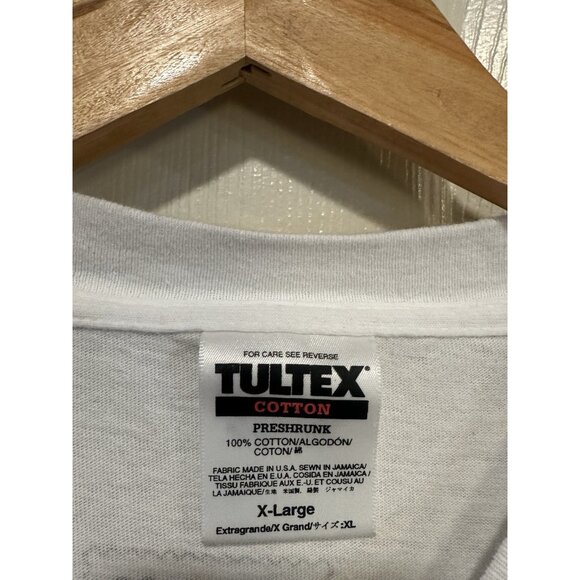 FOR CARE SEE REVERSE
TULTEX®
COTTON
PRESHRUNK
100% COTTON/ALGODÓN/
COTON/綿
FABRIC MADE IN U.S.A. SEWN IN JAMAICA/
TELA HECHA EN E.U.A. COSIDA EN JAMAICA/
TISSU FABRIQUE AUX E.-U. ET COUSU AU
LA JAMAIQUE/生地 米国製, 縫製 ジャマイカ
X-Large
Extragrande/X Grand/サイズ:XL